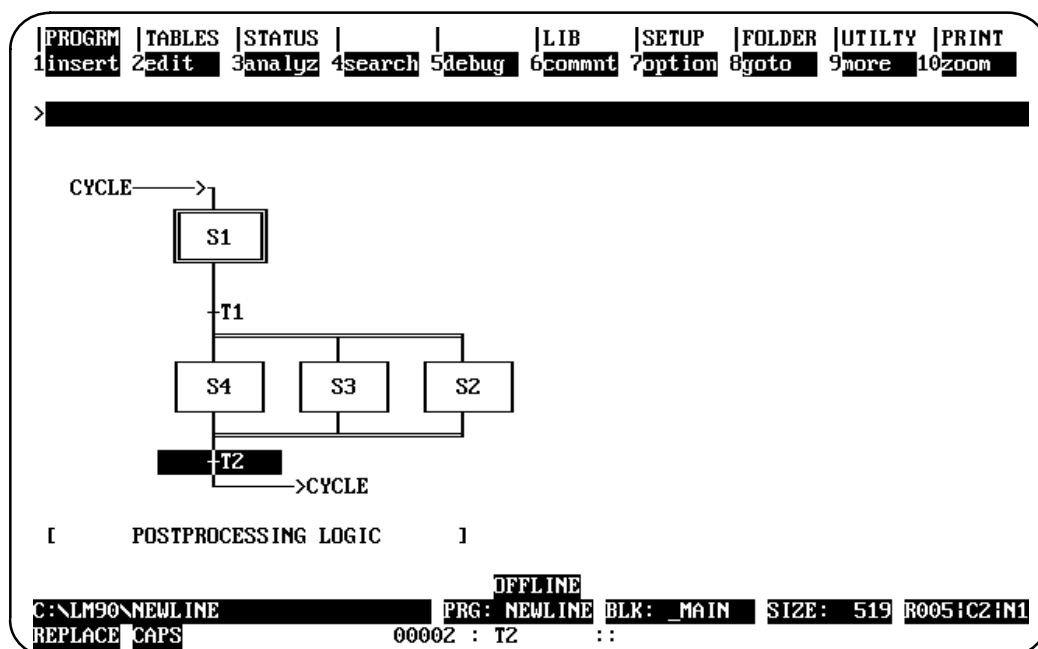 |PROGRM |TABLES |STATUS | | |LIB |SETUP |FOLDER |UTILTY |PRINT
1insert 2edit 3analyz 4search 5debug 6commnt 7option 8goto 9more 10zoom
>
CYCLE >
S1
T1
S4 S3 S2
T2
>CYCLE
[ POSTPROCESSING LOGIC ]
OFFLINE
C:\LM90\NEWLINE PRG: NEWLINE BLK: _MAIN SIZE: 519 R005|C2|N1
REPLACE CAPS 00002 : T2 ::